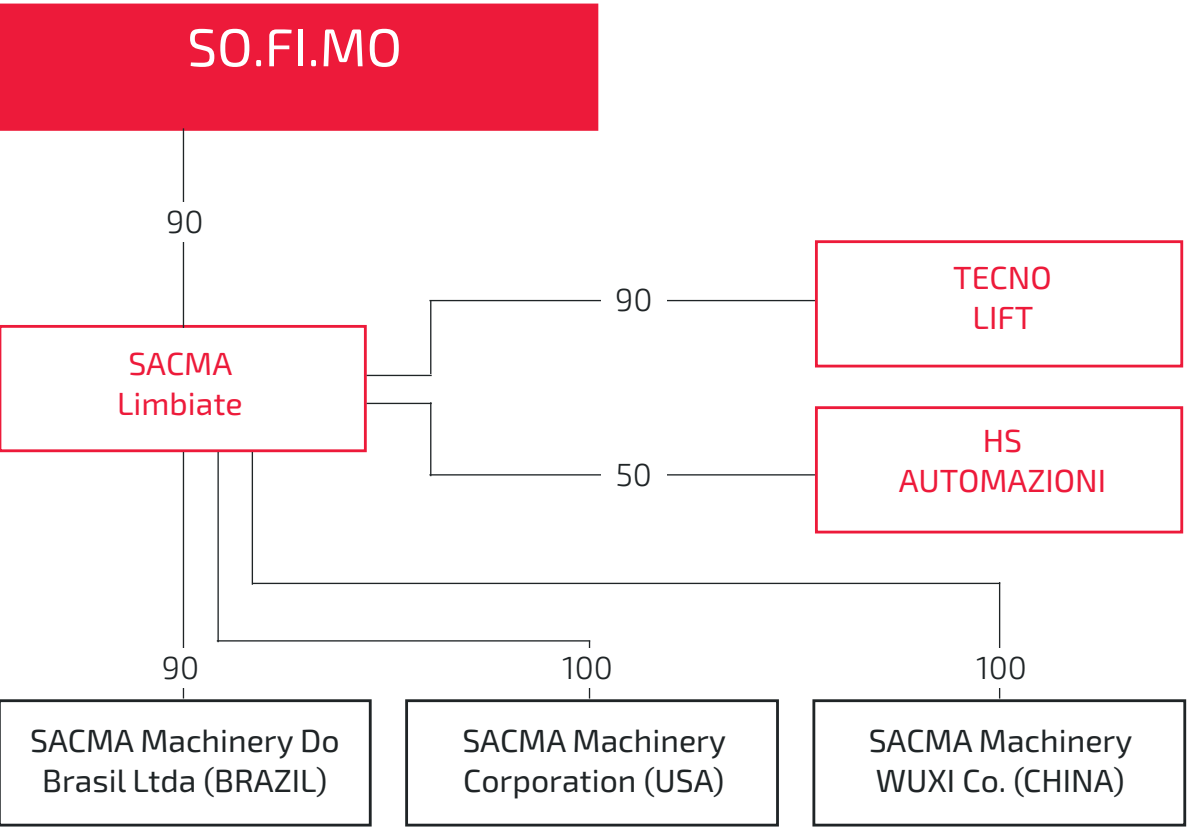 SO.FI.MO
90
90
TECNO
LIFT
SACMA
Limbiate
50
HS
AUTOMAZIONI
90
100
100
SACMA Machinery Do
Brasil Ltda (BRAZIL)
SACMA Machinery
Corporation (USA)
SACMA Machinery
WUXI Co. (CHINA)